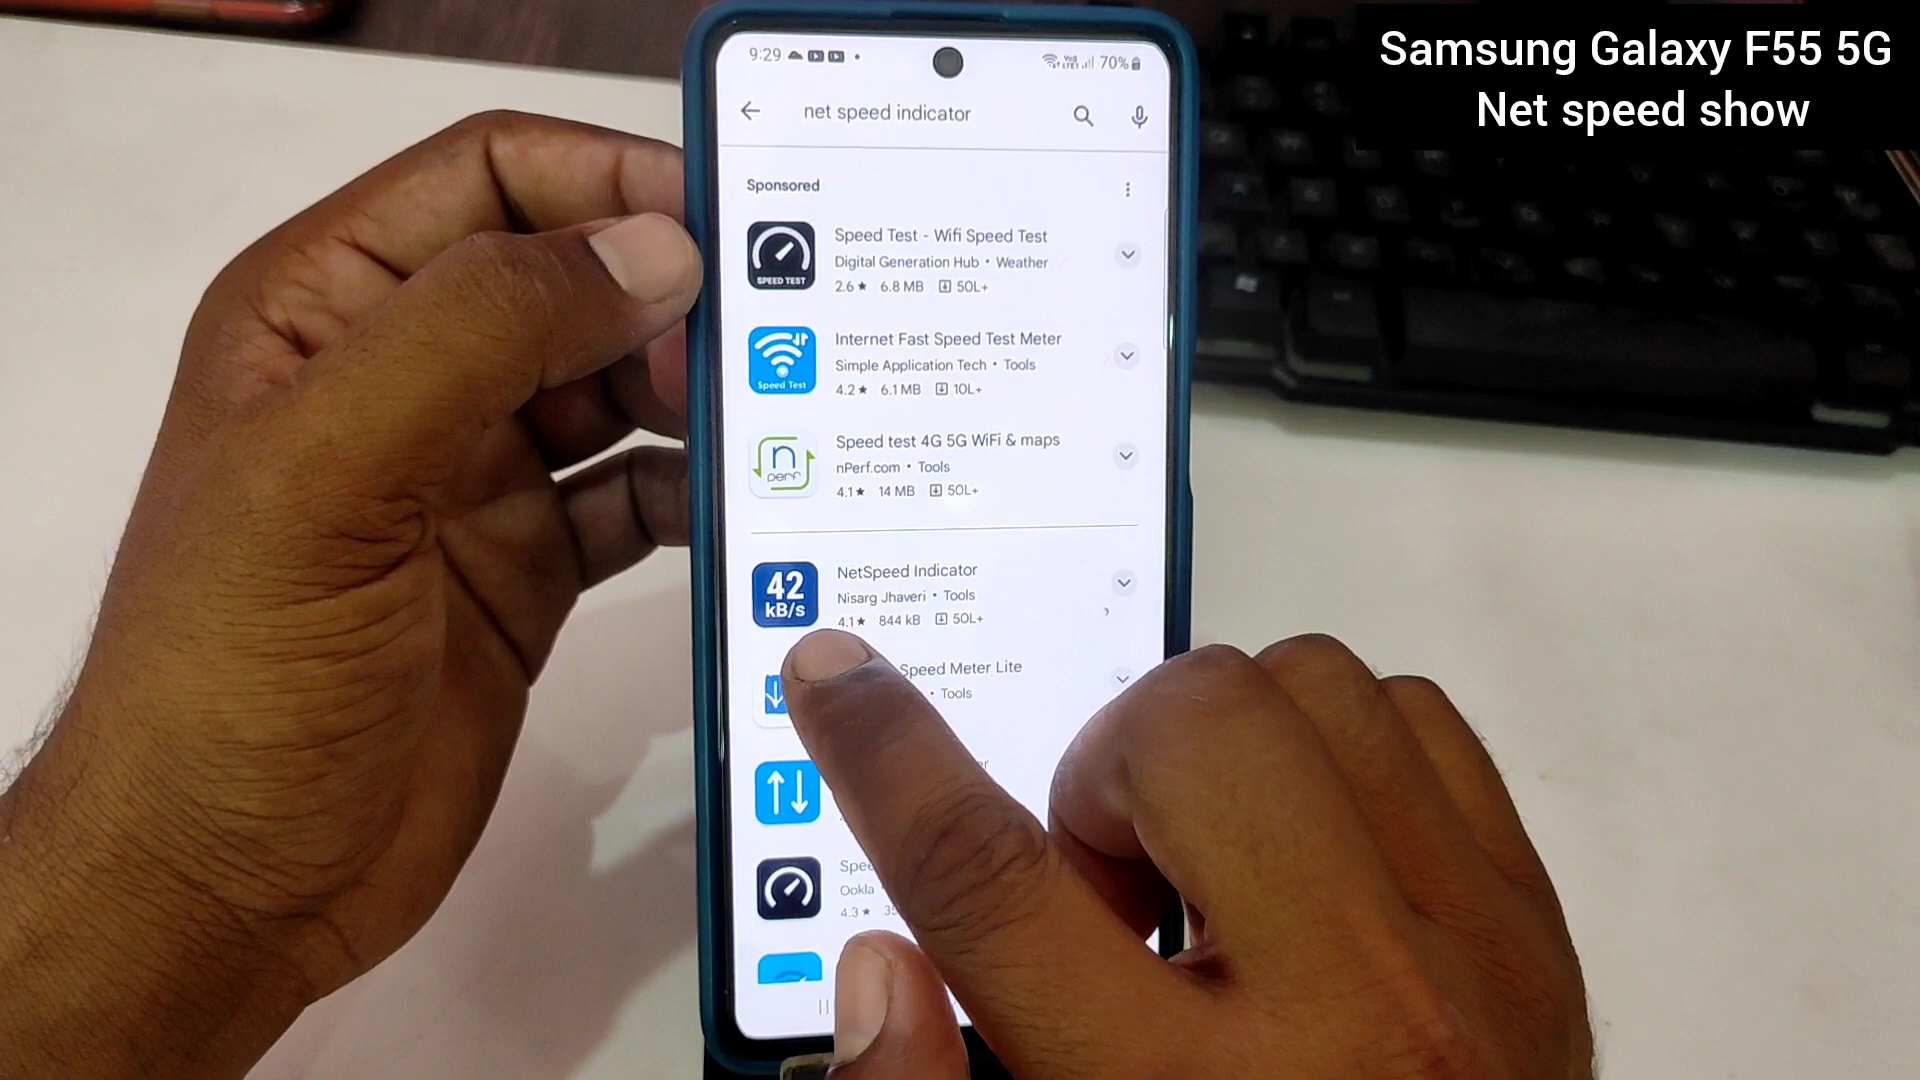 Samsung Galaxy F55 5G
Net speed show
9:29
70%
net speed indicator
Sponsored
Speed Test - Wifi Speed Test
Digital Generation Hub • Weather
2.6★ 6.8 MB 50L+
SPEED TEST
Internet Fast Speed Test Meter
Simple Application Tech • Tools
4.2★ 6.1 MB 10L+
Speed Test
Speed test 4G 5G WiFi & maps
nPerf.com • Tools
4.1★ 14 MB 50L+
n
perf
NetSpeed Indicator
Nisarg Jhaveri • Tools
4.1★ 844 kB 50L+
42
kB/s
Speed Meter Lite
• Tools
Ookla
4.3★